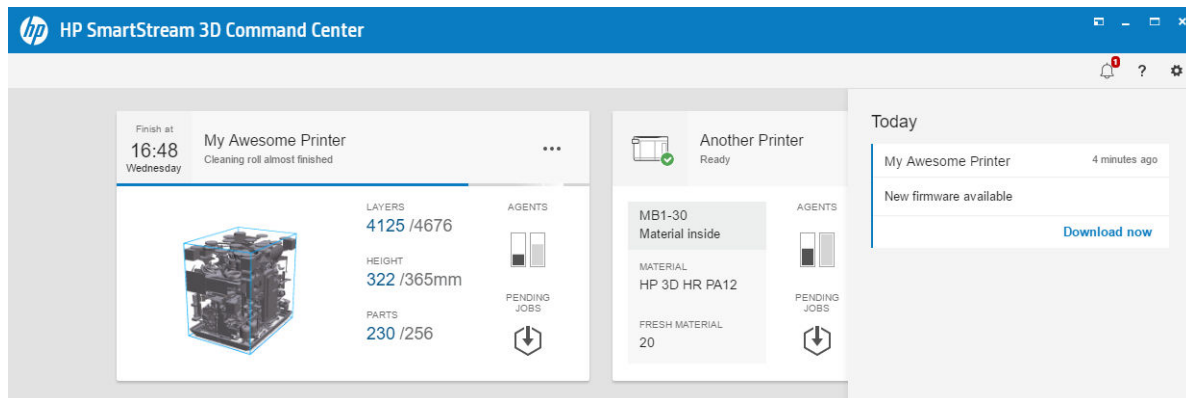 hp HP SmartStream 3D Command Center
1
?
Finish at
16:48
Wednesday
My Awesome Printer
Cleaning roll almost finished
LAYERS
4125 /4676
HEIGHT
322 /365mm
PARTS
230 /256
AGENTS
PENDING
JOBS
Another Printer
Ready
MB1-30
Material inside
MATERIAL
HP 3D HR PA12
FRESH MATERIAL
20
AGENTS
PENDING
JOBS
Today
My Awesome Printer 4 minutes ago
New firmware available
Download now